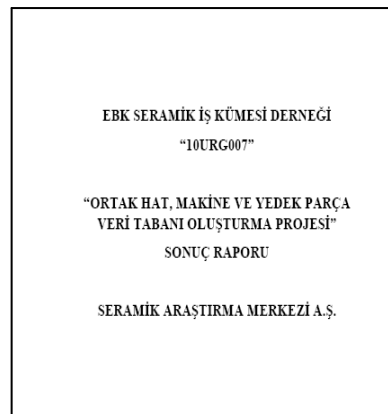 EBK SERAMİK İŞ KÜMESİ DERNEĞİ
“10URG007”
“ORTAK HAT, MAKİNE VE YEDEK PARÇA
VERİ TABANI OLUŞTURMA PROJESİ”
SONUÇ RAPORU
SERAMİK ARAŞTIRMA MERKEZİ A.Ş.